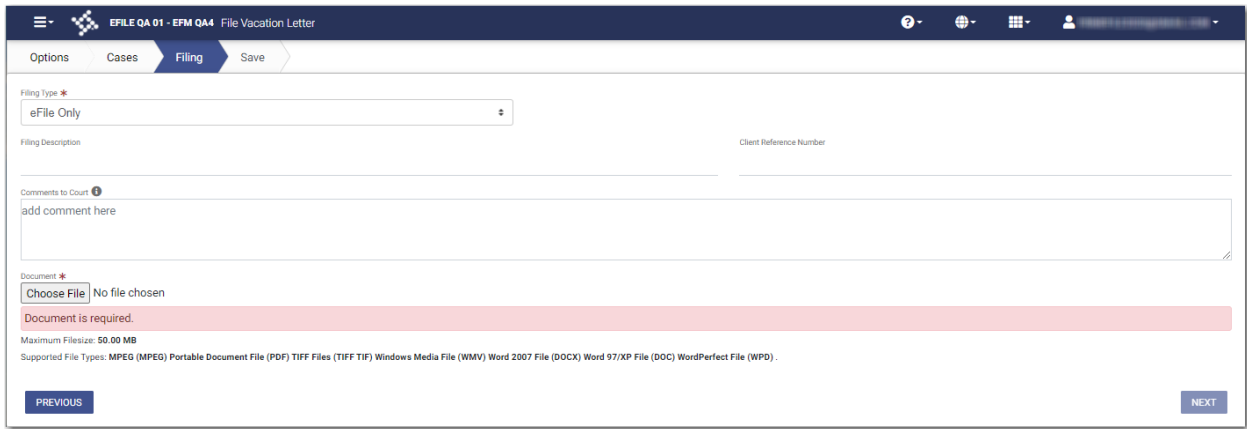 EFILE QA 01 - EFM QA4 File Vacation Letter
Options Cases Filing Save
Filing Type *
eFile Only
Filing Description Client Reference Number
Comments to Court
add comment here
Document *
Choose File No file chosen
Document is required.
Maximum Filesize: 50.00 MB
Supported File Types: MPEG (MPEG) Portable Document File (PDF) TIFF Files (TIFF TIF) Windows Media File (WMV) Word 2007 File (DOCX) Word 97/XP File (DOC) WordPerfect File (WPD) .
PREVIOUS NEXT